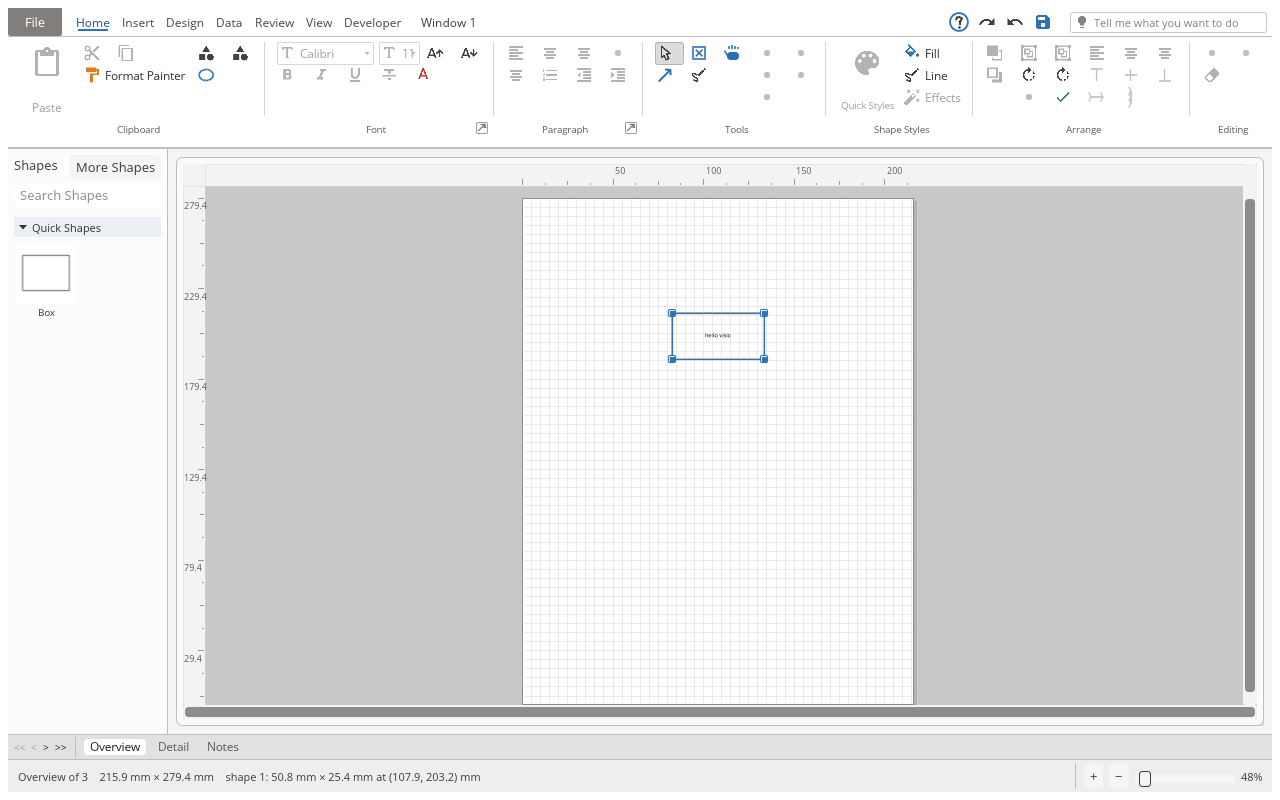 File Home Insert Design Data Review View Developer Window 1 Tell me what you want to do
Calibri 11
Format Painter
Paste
Fill
Line
Effects
Quick Styles
Clipboard Font Paragraph Tools Shape Styles Arrange Editing
Shapes More Shapes
Search Shapes
Quick Shapes
Box
50 100 150 200
279.4
229.4
179.4
129.4
79.4
29.4
hello visio
<< < > >> Overview Detail Notes
Overview of 3 215.9 mm × 279.4 mm shape 1: 50.8 mm × 25.4 mm at (107.9, 203.2) mm + − 48%